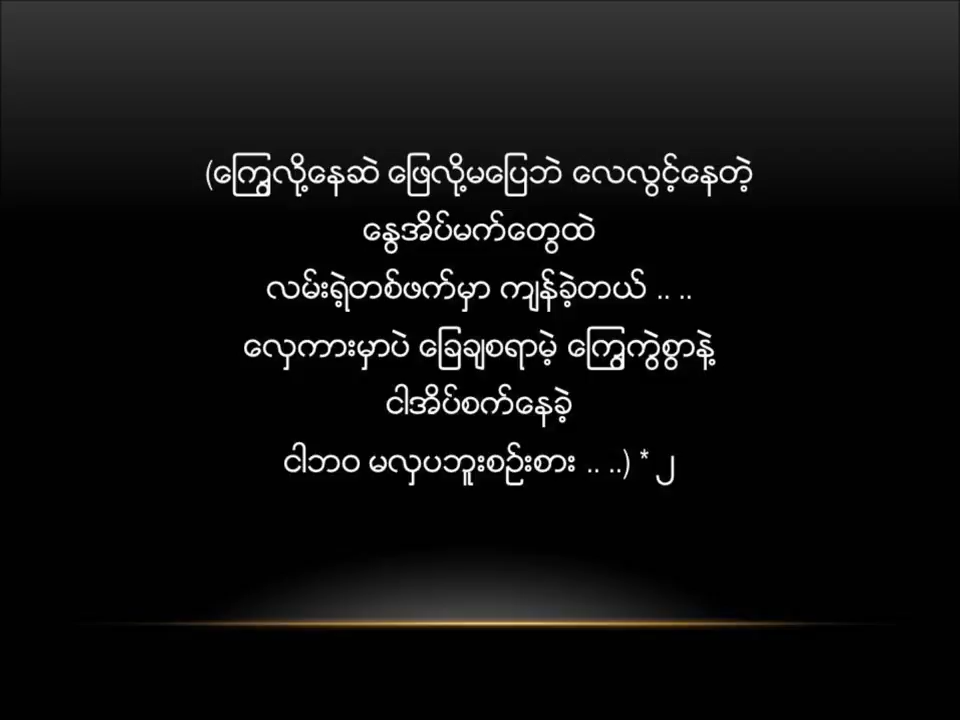 (ကြွေလို့နေဆဲ ဖြေလို့မပြေဘဲ လေလွင့်နေတဲ့
နွေအိပ်မက်တွေထဲ
လမ်းရဲ့တစ်ဖက်မှာ ကျန်ခဲ့တယ် .. ..
လှေကားမှာပဲ ခြေချစရာမဲ့ ကြွေကွဲစွာနဲ့
ငါအိပ်စက်နေခဲ့
ငါဘဝ မလှပဘူးစဉ်းစား .. ..) * ၂